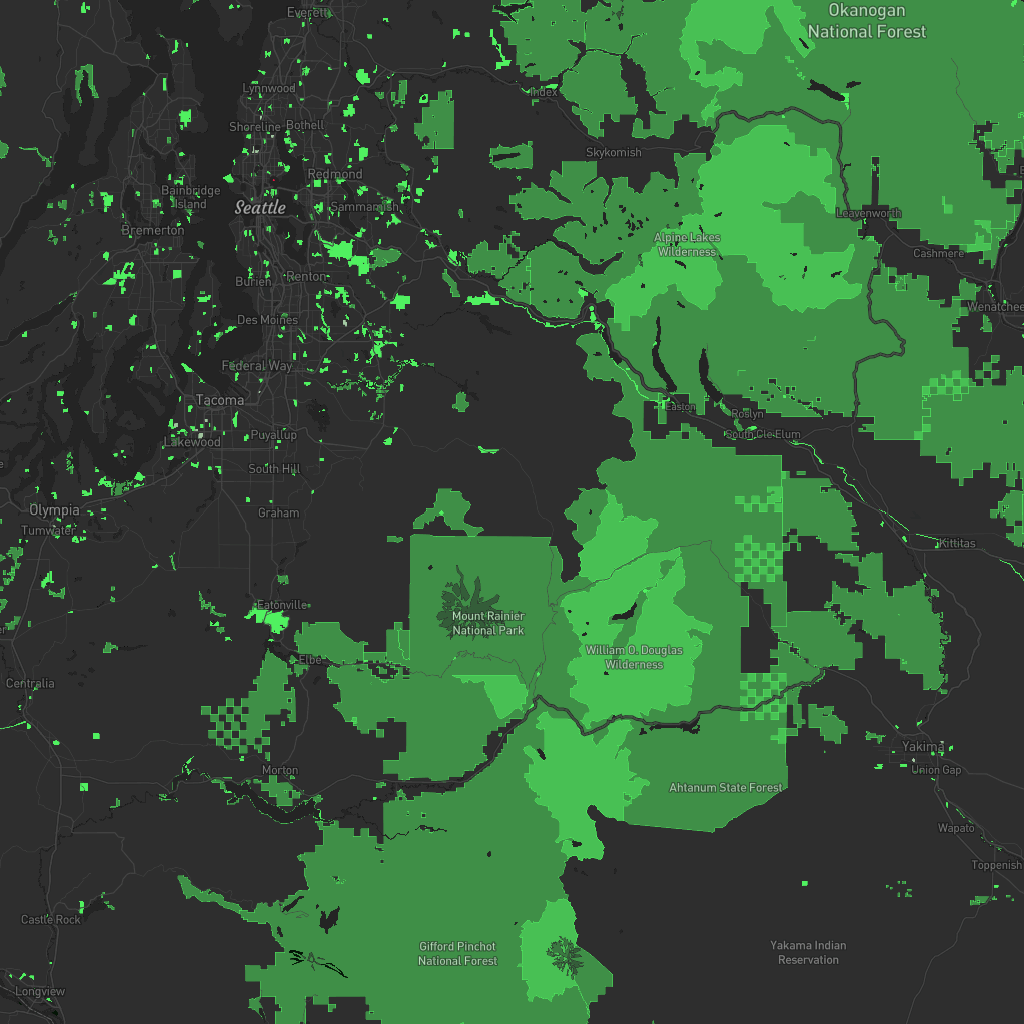 Everett
Okanogan
National Forest
Lynnwood
Index
Shoreline
Bothell
Skykomish
Redmond
Bainbridge
Island
Seattle
Sammamish
Leavenworth
Bremerton
Alpine Lakes
Wilderness
Cashmere
Burien
Renton
Wenatchee
Des Moines
Federal Way
Tacoma
Easton
Roslyn
Lakewood
Puyallup
South Cle Elum
South Hill
Olympia
Graham
Tumwater
Kittitas
Eatonville
Mount Rainier
National Park
William O. Douglas
Wilderness
Elbe
Centralia
Yakima
Morton
Union Gap
Ahtanum State Forest
Wapato
Toppenish
Castle Rock
Gifford Pinchot
National Forest
Yakama Indian
Reservation
Longview